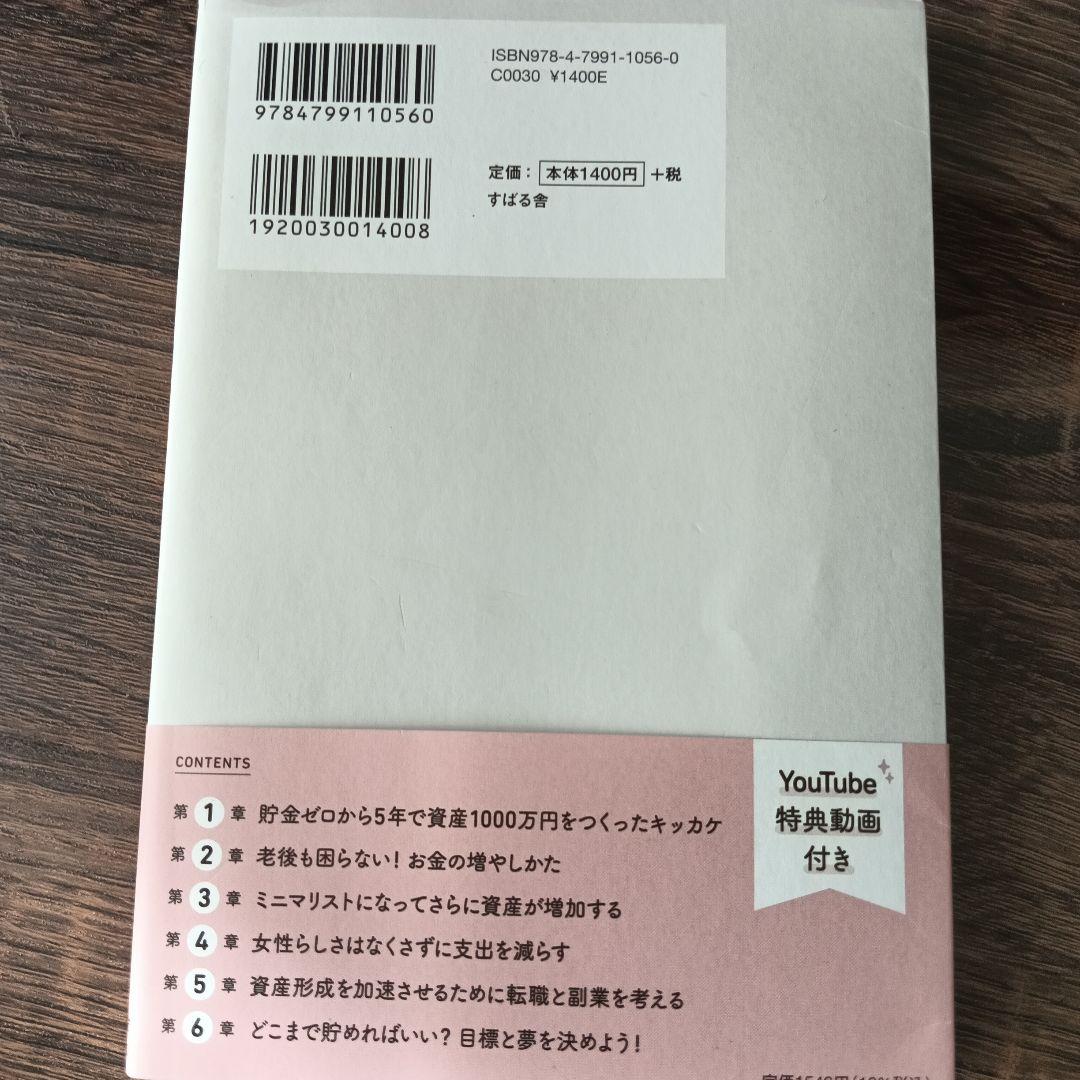 ISBN978-4-7991-1056-0
C0030 ¥1400E
9784799110560
定価：本体1400円＋税
すばる舎
1920030014008
CONTENTS
第1章 貯金ゼロから5年で資産1000万円をつくったキッカケ
第2章 老後も困らない！お金の増やしかた
第3章 ミニマリストになってさらに資産が増加する
第4章 女性らしさはなくさずに支出を減らす
第5章 資産形成を加速させるために転職と副業を考える
第6章 どこまで貯めればいい？目標と夢を決めよう！
YouTube
特典動画
付き